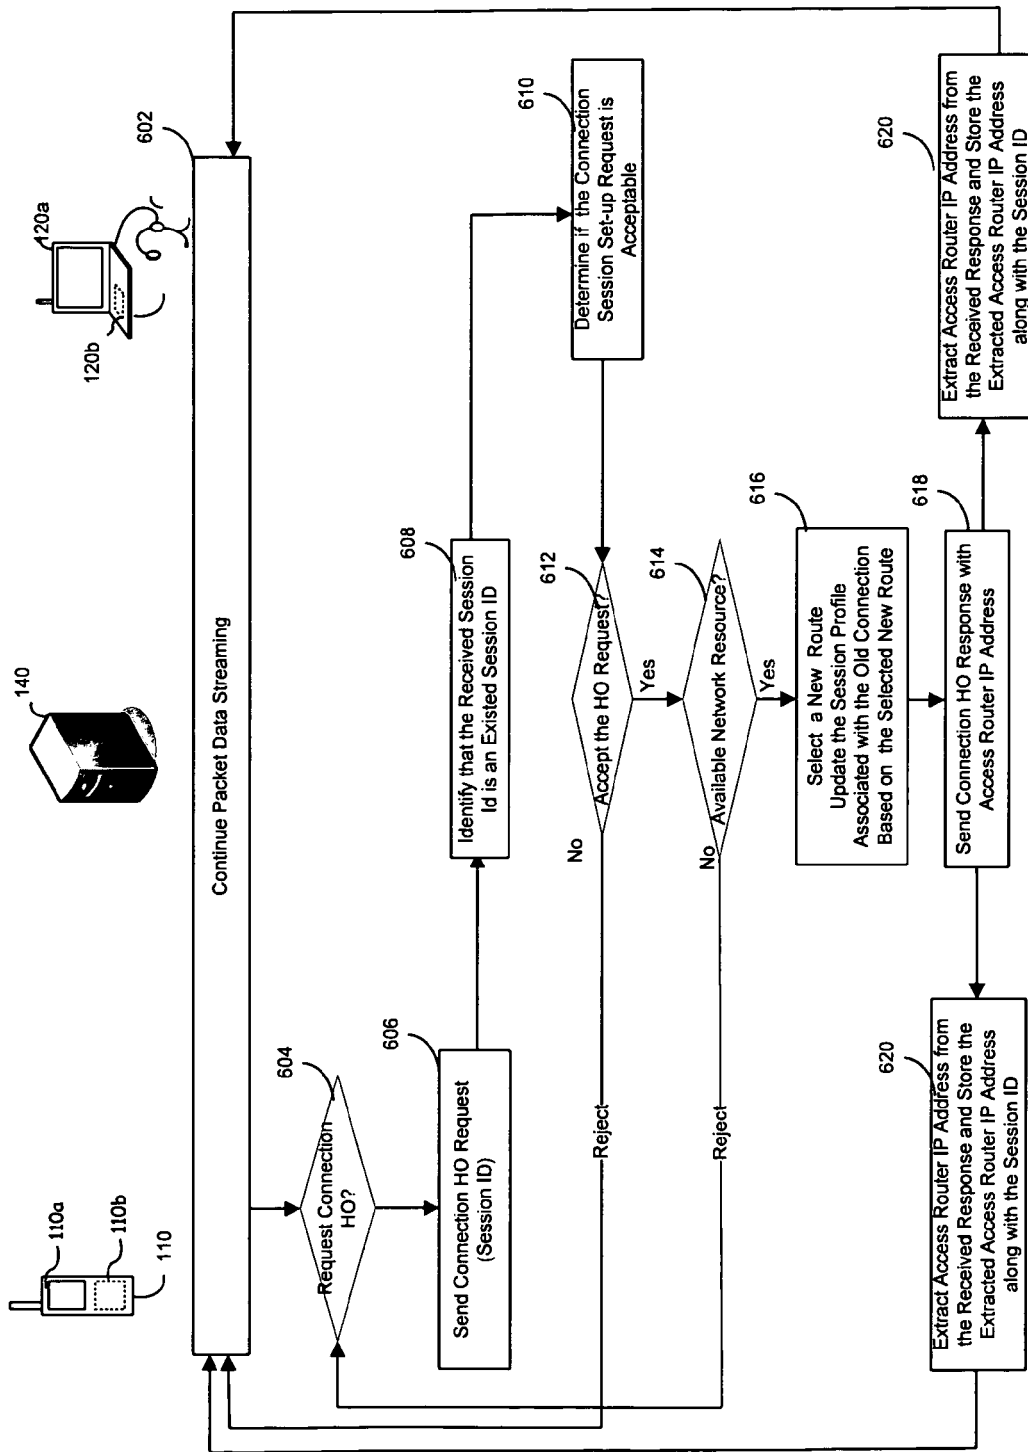 110a
110b
110
140
120a
120b
602
Continue Packet Data Streaming
604
Request Connection
HO?
606
Send Connection HO Request
(Session ID)
608
Identify that the Received Session
Id is an Existed Session ID
610
Determine if the Connection
Session Set-up Request is
Acceptable
612
Accept the HO Request?
No
Yes
Reject
614
Available Network Resource?
No
Yes
Reject
616
Select a New Route
Update the Session Profile
Associated with the Old Connection
Based on the Selected New Route
618
Send Connection HO Response with
Access Router IP Address
620
Extract Access Router IP Address from
the Received Response and Store the
Extracted Access Router IP Address
along with the Session ID
620
Extract Access Router IP Address from
the Received Response and Store the
Extracted Access Router IP Address
along with the Session ID